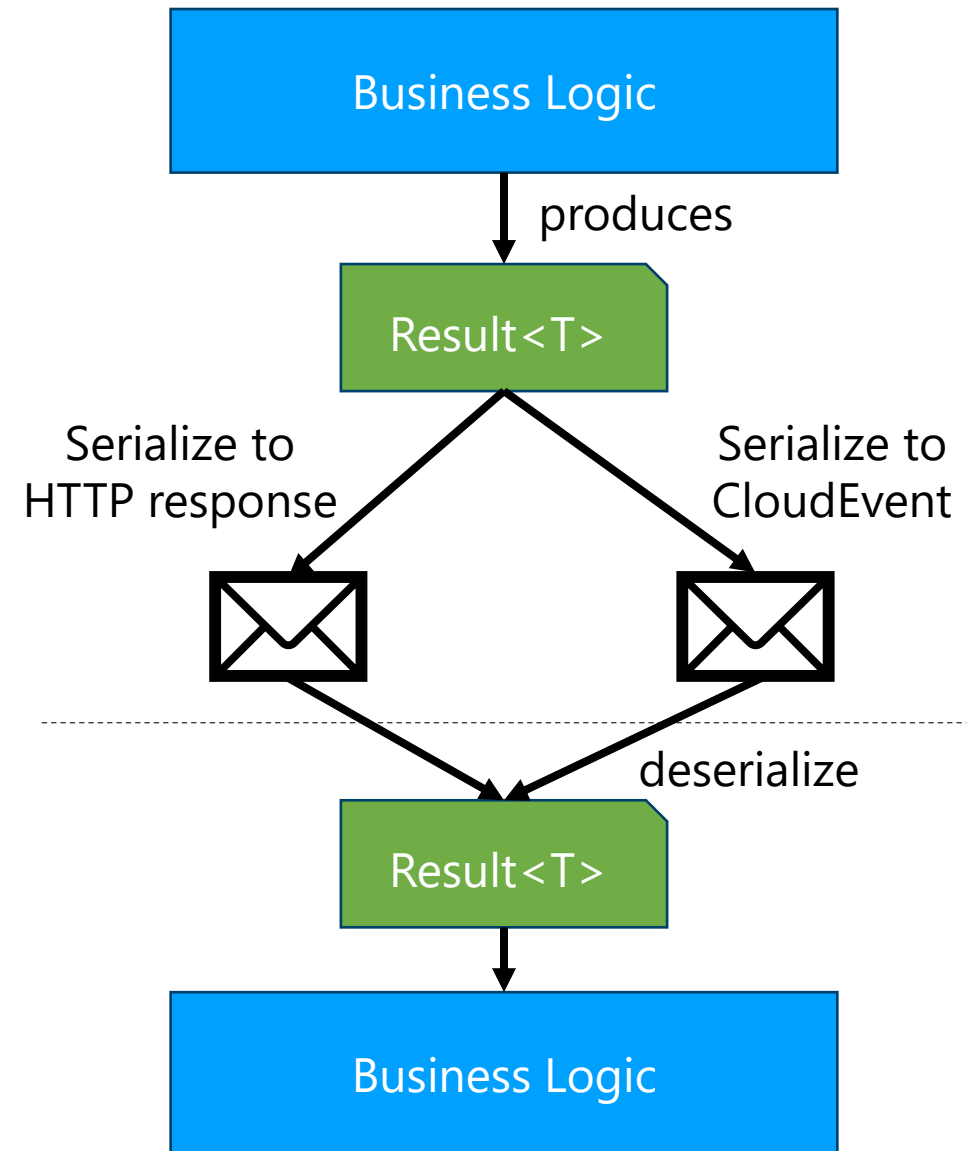 Business Logic
produces
Result<T>
Serialize to
HTTP response
Serialize to
CloudEvent
deserialize
Result<T>
Business Logic